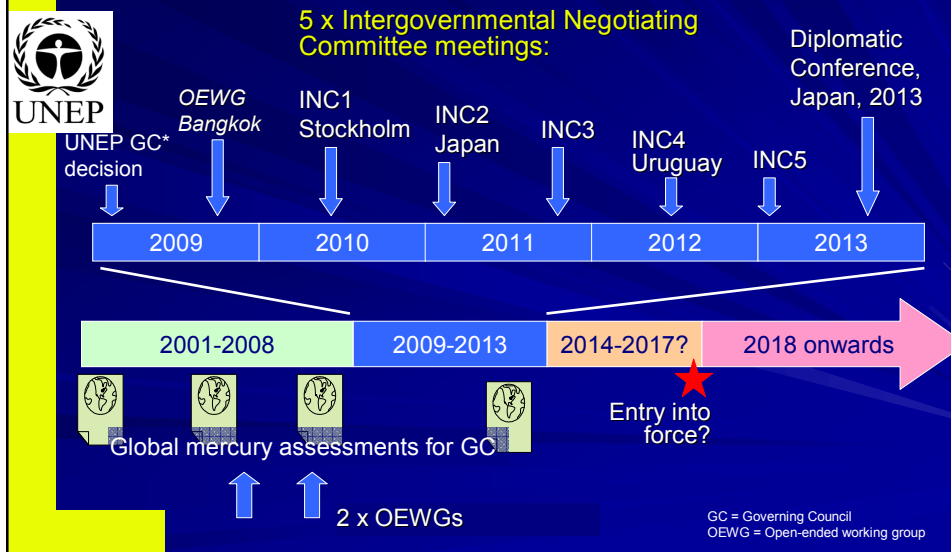 5 x Intergovernmental Negotiating
Committee meetings:
UNEP
UNEP GC*
decision
OEWG
Bangkok
INC1
Stockholm
INC2
Japan
INC3
INC4
Uruguay
INC5
Diplomatic
Conference,
Japan, 2013
2009
2010
2011
2012
2013
2001-2008
2009-2013
2014-2017?
2018 onwards
Entry into
force?
Global mercury assessments for GC
2 x OEWGs
GC = Governing Council
OEWG = Open-ended working group